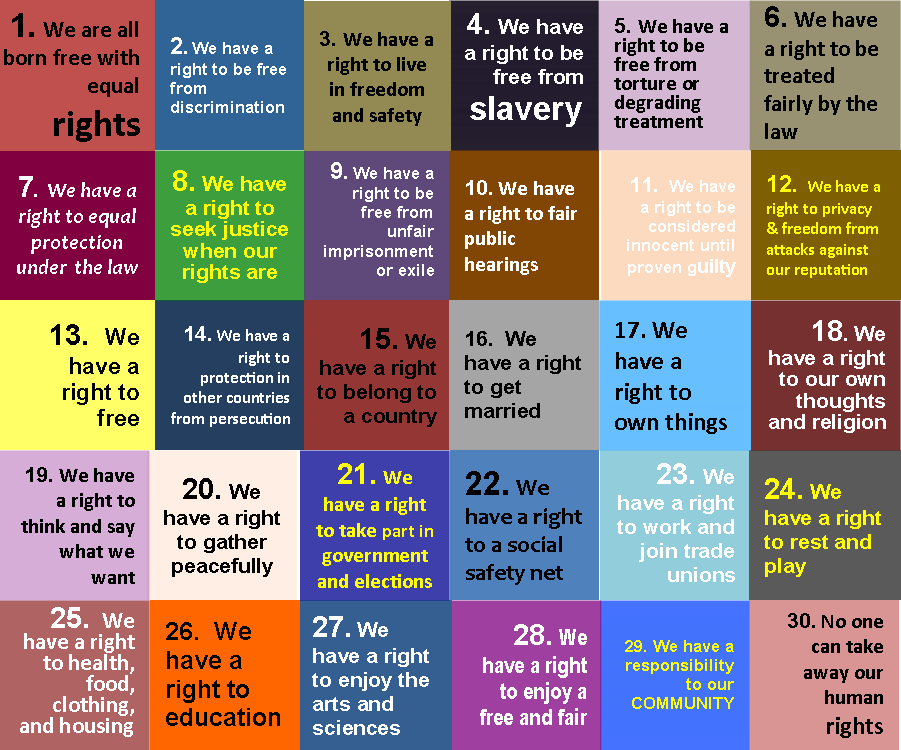 1. We are all
born free with
equal
rights
2. We have a
right to be free
from
discrimination
3. We have a
right to live
in freedom
and safety
4. We have
a right to be
free from
slavery
5. We have a
right to be
free from
torture or
degrading
treatment
6. We have
a right to be
treated
fairly by the
law
7. We have a
right to equal
protection
under the law
8. We have
a right to
seek justice
when our
rights are
9. We have a
right to be
free from
unfair
imprisonment
or exile
10. We have
a right to fair
public
hearings
11. We have
a right to be
considered
innocent until
proven guilty
12. We have a
right to privacy
& freedom from
attacks against
our reputation
13. We
have a
right to
free
14. We have a
right to
protection in
other countries
from persecution
15. We
have a right
to belong to
a country
16. We
have a right
to get
married
17. We
have a
right to
own things
18. We
have a right
to our own
thoughts
and religion
19. We have
a right to
think and say
what we
want
20. We
have a right
to gather
peacefully
21. We
have a right
to take part in
government
and elections
22. We
have a right
to a social
safety net
23. We
have a right
to work and
join trade
unions
24. We
have a right
to rest and
play
25. We
have a right
to health,
food,
clothing,
and housing
26. We
have a
right to
education
27. We
have a right
to enjoy the
arts and
sciences
28. We
have a right
to enjoy a
free and fair
29. We have a
responsibility
to our
COMMUNITY
30. No one
can take
away our
human
rights